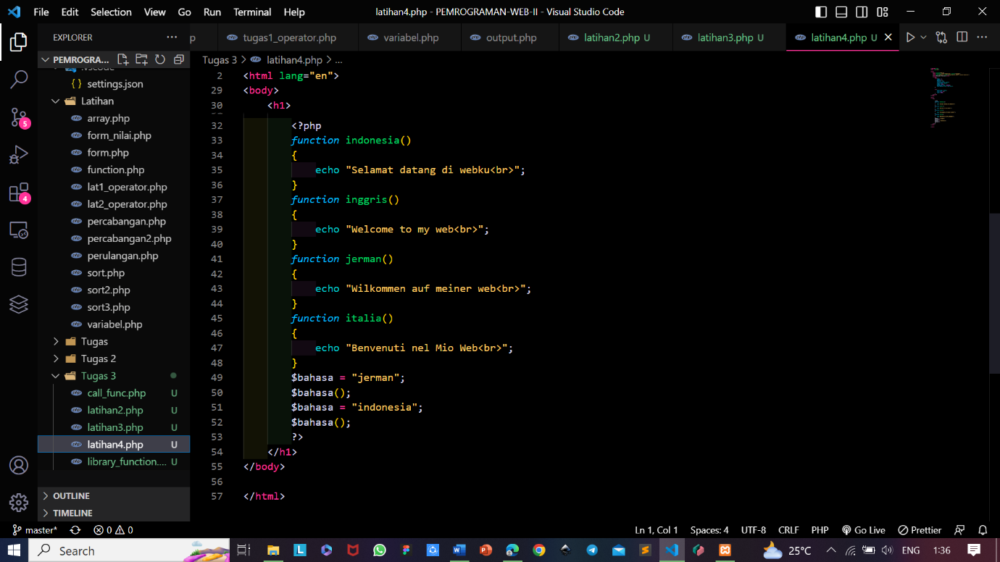 File Edit Selection View Go Run Terminal Help
latihan4.php - PEMROGRAMAN-WEB-II - Visual Studio Code
EXPLORER
p tugas1_operator.php variabel.php output.php latihan2.php U latihan3.php U latihan4.php U
PEMROGRA...
Tugas 3 > latihan4.php > ...
.vscode
settings.json
Latihan
array.php
form_nilai.php
form.php
function.php
lat1_operator.php
lat2_operator.php
percabangan.php
percabangan2.php
perulangan.php
sort.php
sort2.php
sort3.php
variabel.php
Tugas
Tugas 2
Tugas 3
call_func.php U
latihan2.php U
latihan3.php U
latihan4.php U
library_function.... U
OUTLINE
TIMELINE
5
4
2 <html lang="en">
29 <body>
30 <h1>
32 <?php
33 function indonesia()
34 {
35 echo "Selamat datang di webku<br>";
36 }
37 function inggris()
38 {
39 echo "Welcome to my web<br>";
40 }
41 function jerman()
42 {
43 echo "Wilkommen auf meiner web<br>";
44 }
45 function italia()
46 {
47 echo "Benvenuti nel Mio Web<br>";
48 }
49 $bahasa = "jerman";
50 $bahasa();
51 $bahasa = "indonesia";
52 $bahasa();
53 ?>
54 </h1>
55 </body>
56
57 </html>
master* 0 0 Ln 1, Col 1 Spaces: 4 UTF-8 CRLF PHP Go Live Prettier
Search 25°C ENG 1:36